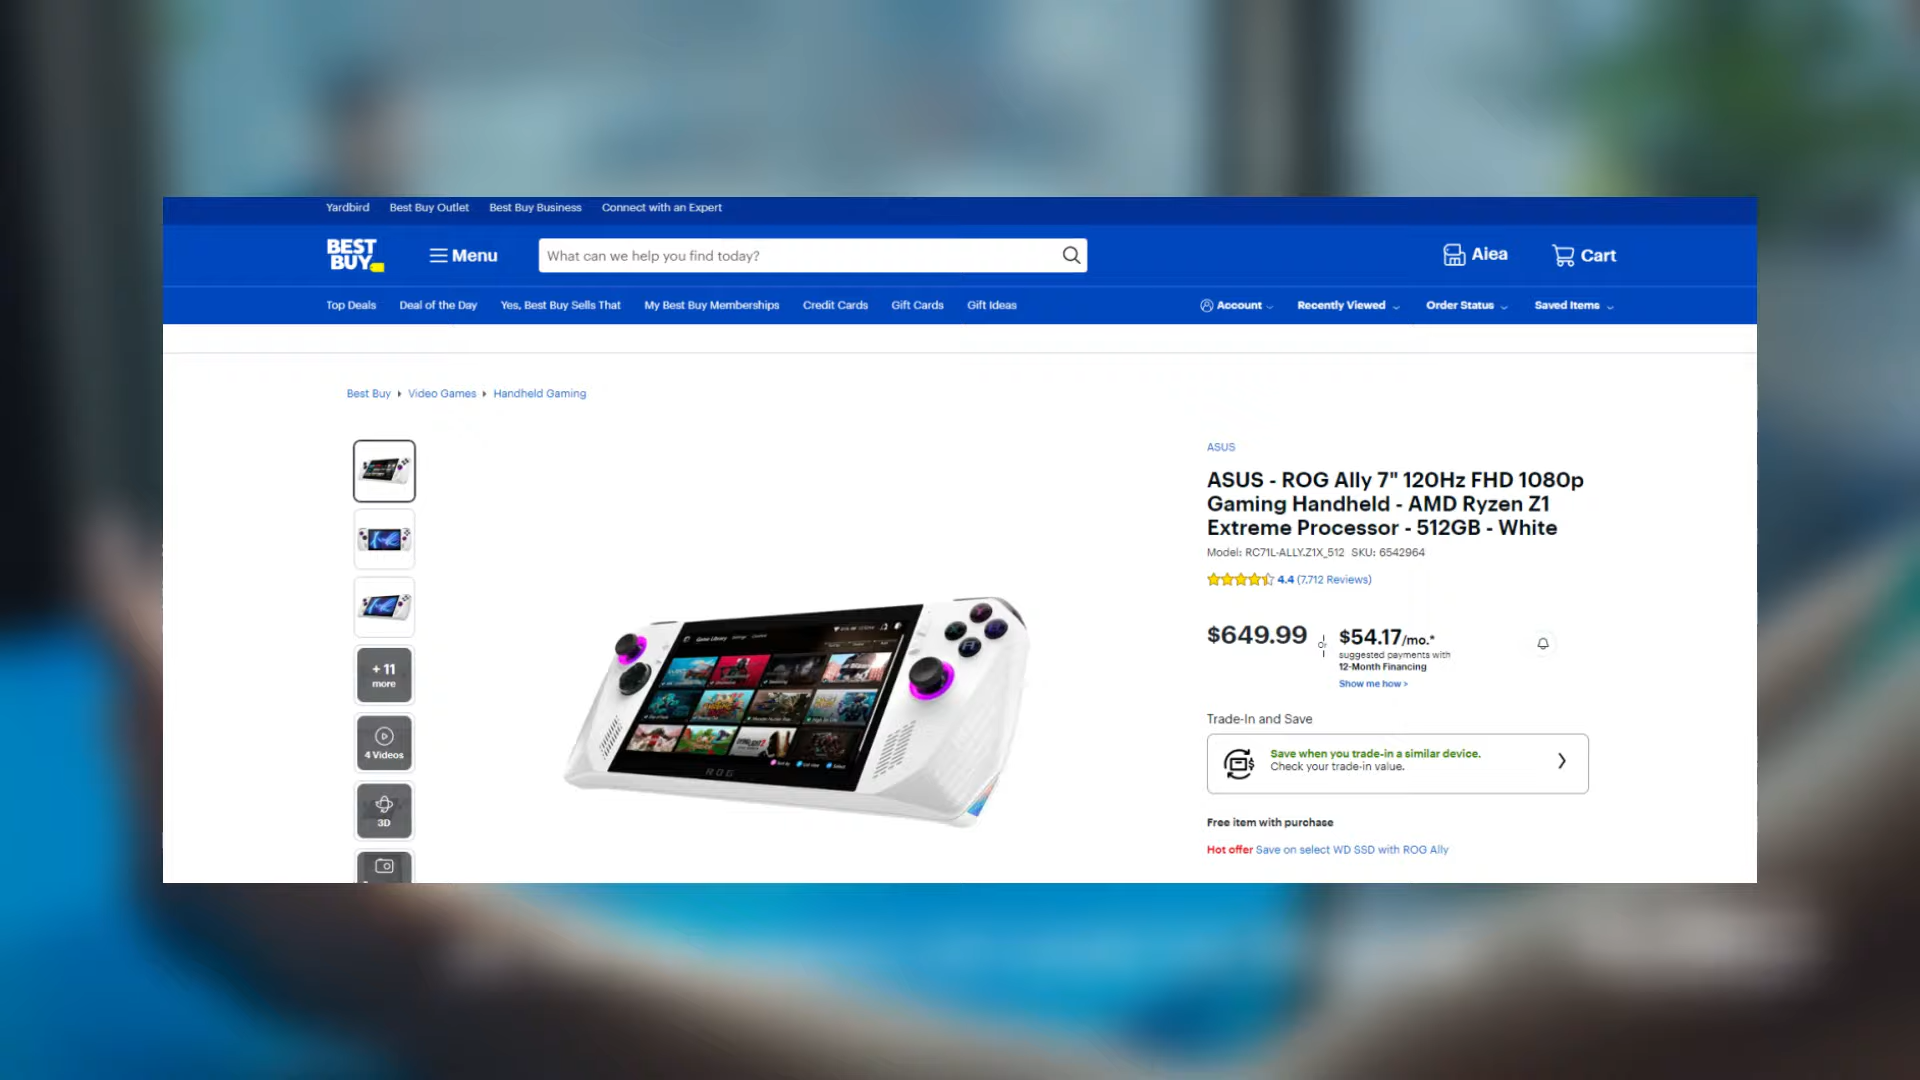 Yardbird Best Buy Outlet Best Buy Business Connect with an Expert
BEST BUY
Menu
What can we help you find today?
Aiea
Cart
Top Deals Deal of the Day Yes, Best Buy Sells That My Best Buy Memberships Credit Cards Gift Cards Gift Ideas
Account Recently Viewed Order Status Saved Items
Best Buy Video Games Handheld Gaming
+ 11
more
4 Videos
3D
Game Library
ROG
ASUS
ASUS - ROG Ally 7" 120Hz FHD 1080p
Gaming Handheld - AMD Ryzen Z1
Extreme Processor - 512GB - White
Model: RC71L-ALLY.Z1X_512 SKU: 6542964
4.4 (7,712 Reviews)
$649.99
or
$54.17/mo.*
suggested payments with
12-Month Financing
Show me how >
Trade-In and Save
Save when you trade-in a similar device.
Check your trade-in value.
Free item with purchase
Hot offer Save on select WD SSD with ROG Ally